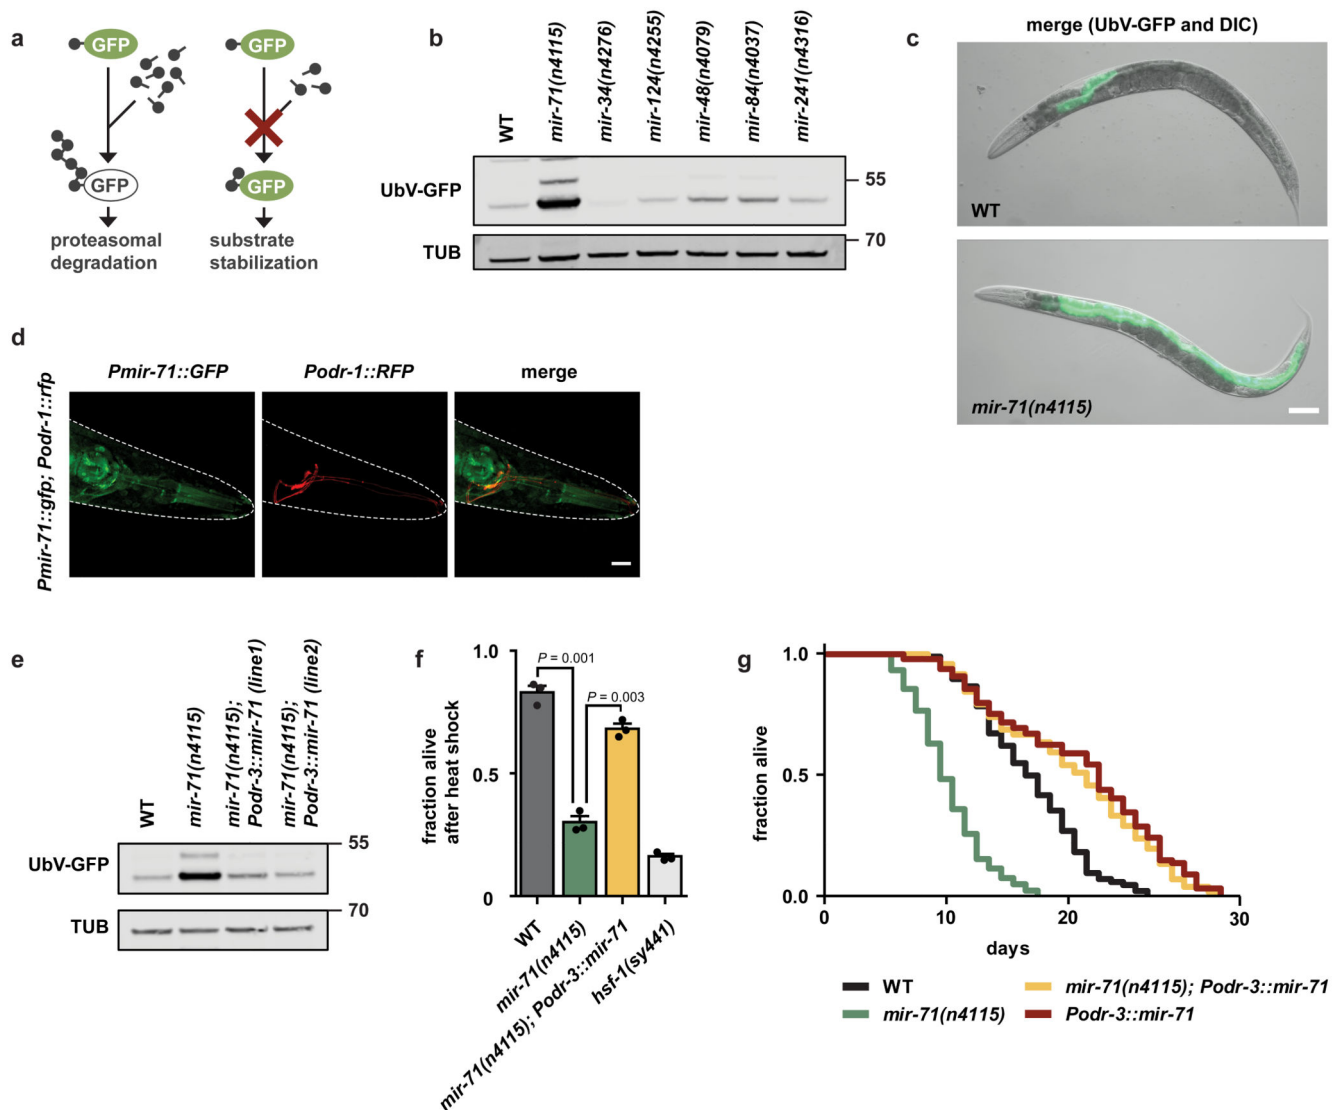 a
GFP
GFP
GFP
GFP
proteasomal
degradation
substrate
stabilization
b
WT
mir-71(n4115)
mir-34(n4276)
mir-124(n4255)
mir-48(n4079)
mir-84(n4037)
mir-241(n4316)
UbV-GFP
55
TUB
70
c
merge (UbV-GFP and DIC)
WT
mir-71(n4115)
d
Pmir-71::GFP
Podr-1::RFP
merge
Pmir-71::gfp; Podr-1::rfp
e
WT
mir-71(n4115)
mir-71(n4115);
Podr-3::mir-71 (line1)
mir-71(n4115);
Podr-3::mir-71 (line2)
UbV-GFP
55
TUB
70
f
fraction alive
after heat shock
1.0
0.5
0
P = 0.001
P = 0.003
WT
mir-71(n4115)
mir-71(n4115); Podr-3::mir-71
hsf-1(sy441)
g
fraction alive
1.0
0.5
0.0
0
10
20
30
days
WT
mir-71(n4115); Podr-3::mir-71
mir-71(n4115)
Podr-3::mir-71